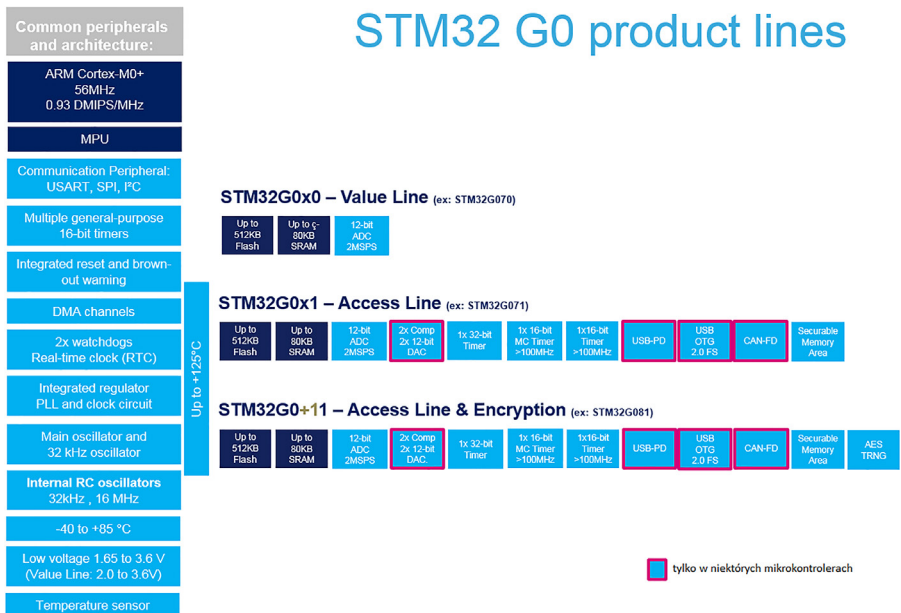 STM32 G0 product lines
Common peripherals
and architecture:
ARM Cortex-M0+
56MHz
0.93 DMIPS/MHz
MPU
Communication Peripheral:
USART, SPI, I²C
Multiple general-purpose
16-bit timers
Integrated reset and brown-
out warning
DMA channels
2x watchdogs
Real-time clock (RTC)
Integrated regulator
PLL and clock circuit
Main oscillator and
32 kHz oscillator
Internal RC oscillators
32kHz , 16 MHz
-40 to +85 °C
Low voltage 1.65 to 3.6 V
(Value Line: 2.0 to 3.6V)
Temperature sensor
Up to +125°C
STM32G0x0 – Value Line (ex: STM32G070)
Up to
512KB
Flash
Up to ç-
80KB
SRAM
12-bit
ADC
2MSPS
STM32G0x1 – Access Line (ex: STM32G071)
Up to
512KB
Flash
Up to
80KB
SRAM
12-bit
ADC
2MSPS
2x Comp
2x 12-bit
DAC
1x 32-bit
Timer
1x 16-bit
MC Timer
>100MHz
1x16-bit
Timer
>100MHz
USB-PD
USB
OTG
2.0 FS
CAN-FD
Securable
Memory
Area
STM32G0+11 – Access Line & Encryption (ex: STM32G081)
Up to
512KB
Flash
Up to
80KB
SRAM
12-bit
ADC
2MSPS
2x Comp
2x 12-bit
DAC.
1x 32-bit
Timer
1x 16-bit
MC Timer
>100MHz
1x16-bit
Timer
>100MHz
USB-PD
USB
OTG
2.0 FS
CAN-FD
Securable
Memory
Area
AES
TRNG
tylko w niektórych mikrokontrolerach